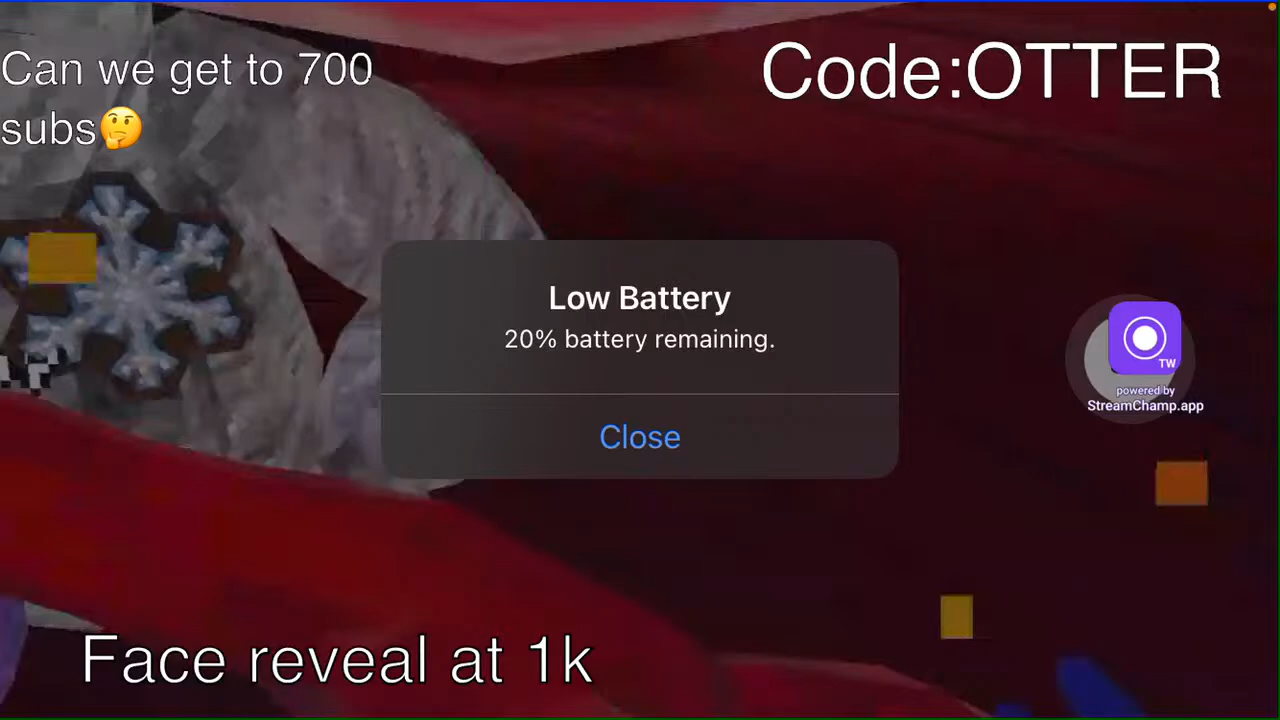 Can we get to 700
subs🤔
Code:OTTER
Low Battery
20% battery remaining.
Close
TW
powered by
StreamChamp.app
Face reveal at 1k